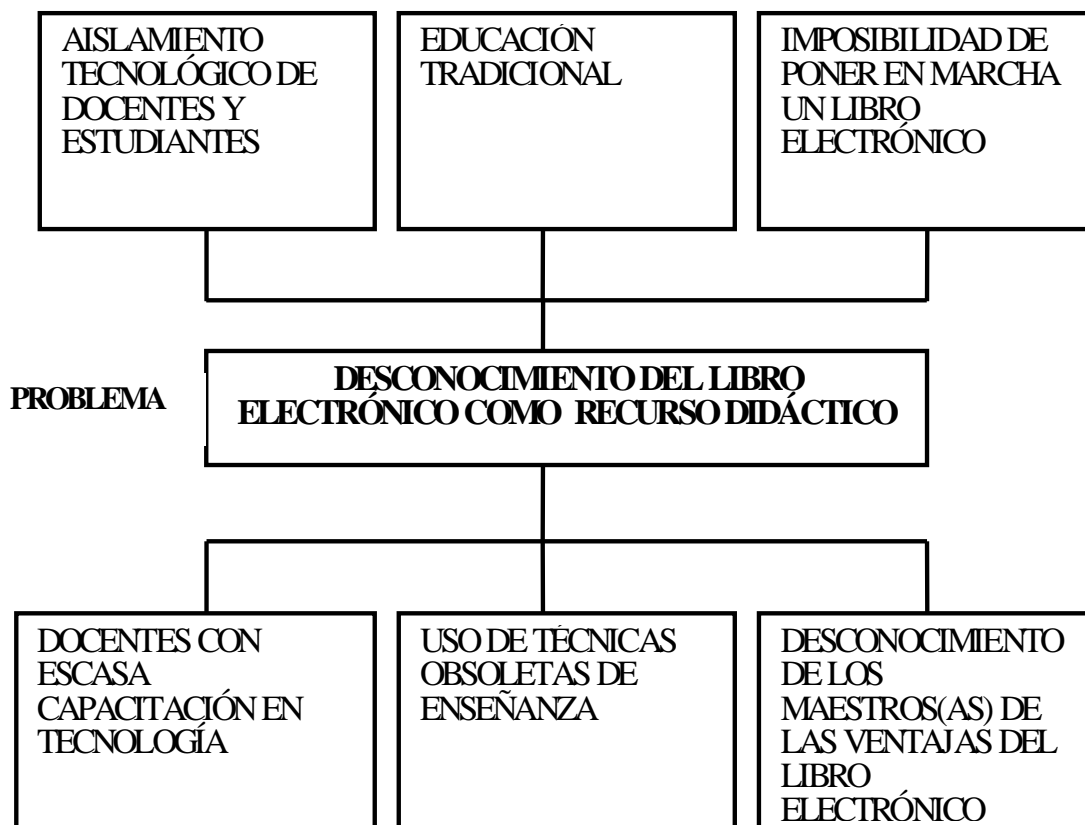 AISLAMIENTO
TECNOLÓGICO DE
DOCENTES Y
ESTUDIANTES
EDUCACIÓN
TRADICIONAL
IMPOSIBILIDAD DE
PONER EN MARCHA
UN LIBRO
ELECTRÓNICO
PROBLEMA
DESCONOCIMIENTO DEL LIBRO
ELECTRÓNICO COMO RECURSO DIDÁCTICO
DOCENTES CON
ESCASA
CAPACITACIÓN EN
TECNOLOGÍA
USO DE TÉCNICAS
OBSOLETAS DE
ENSEÑANZA
DESCONOCIMIENTO
DE LOS
MAESTROS(AS) DE
LAS VENTAJAS DEL
LIBRO
ELECTRÓNICO